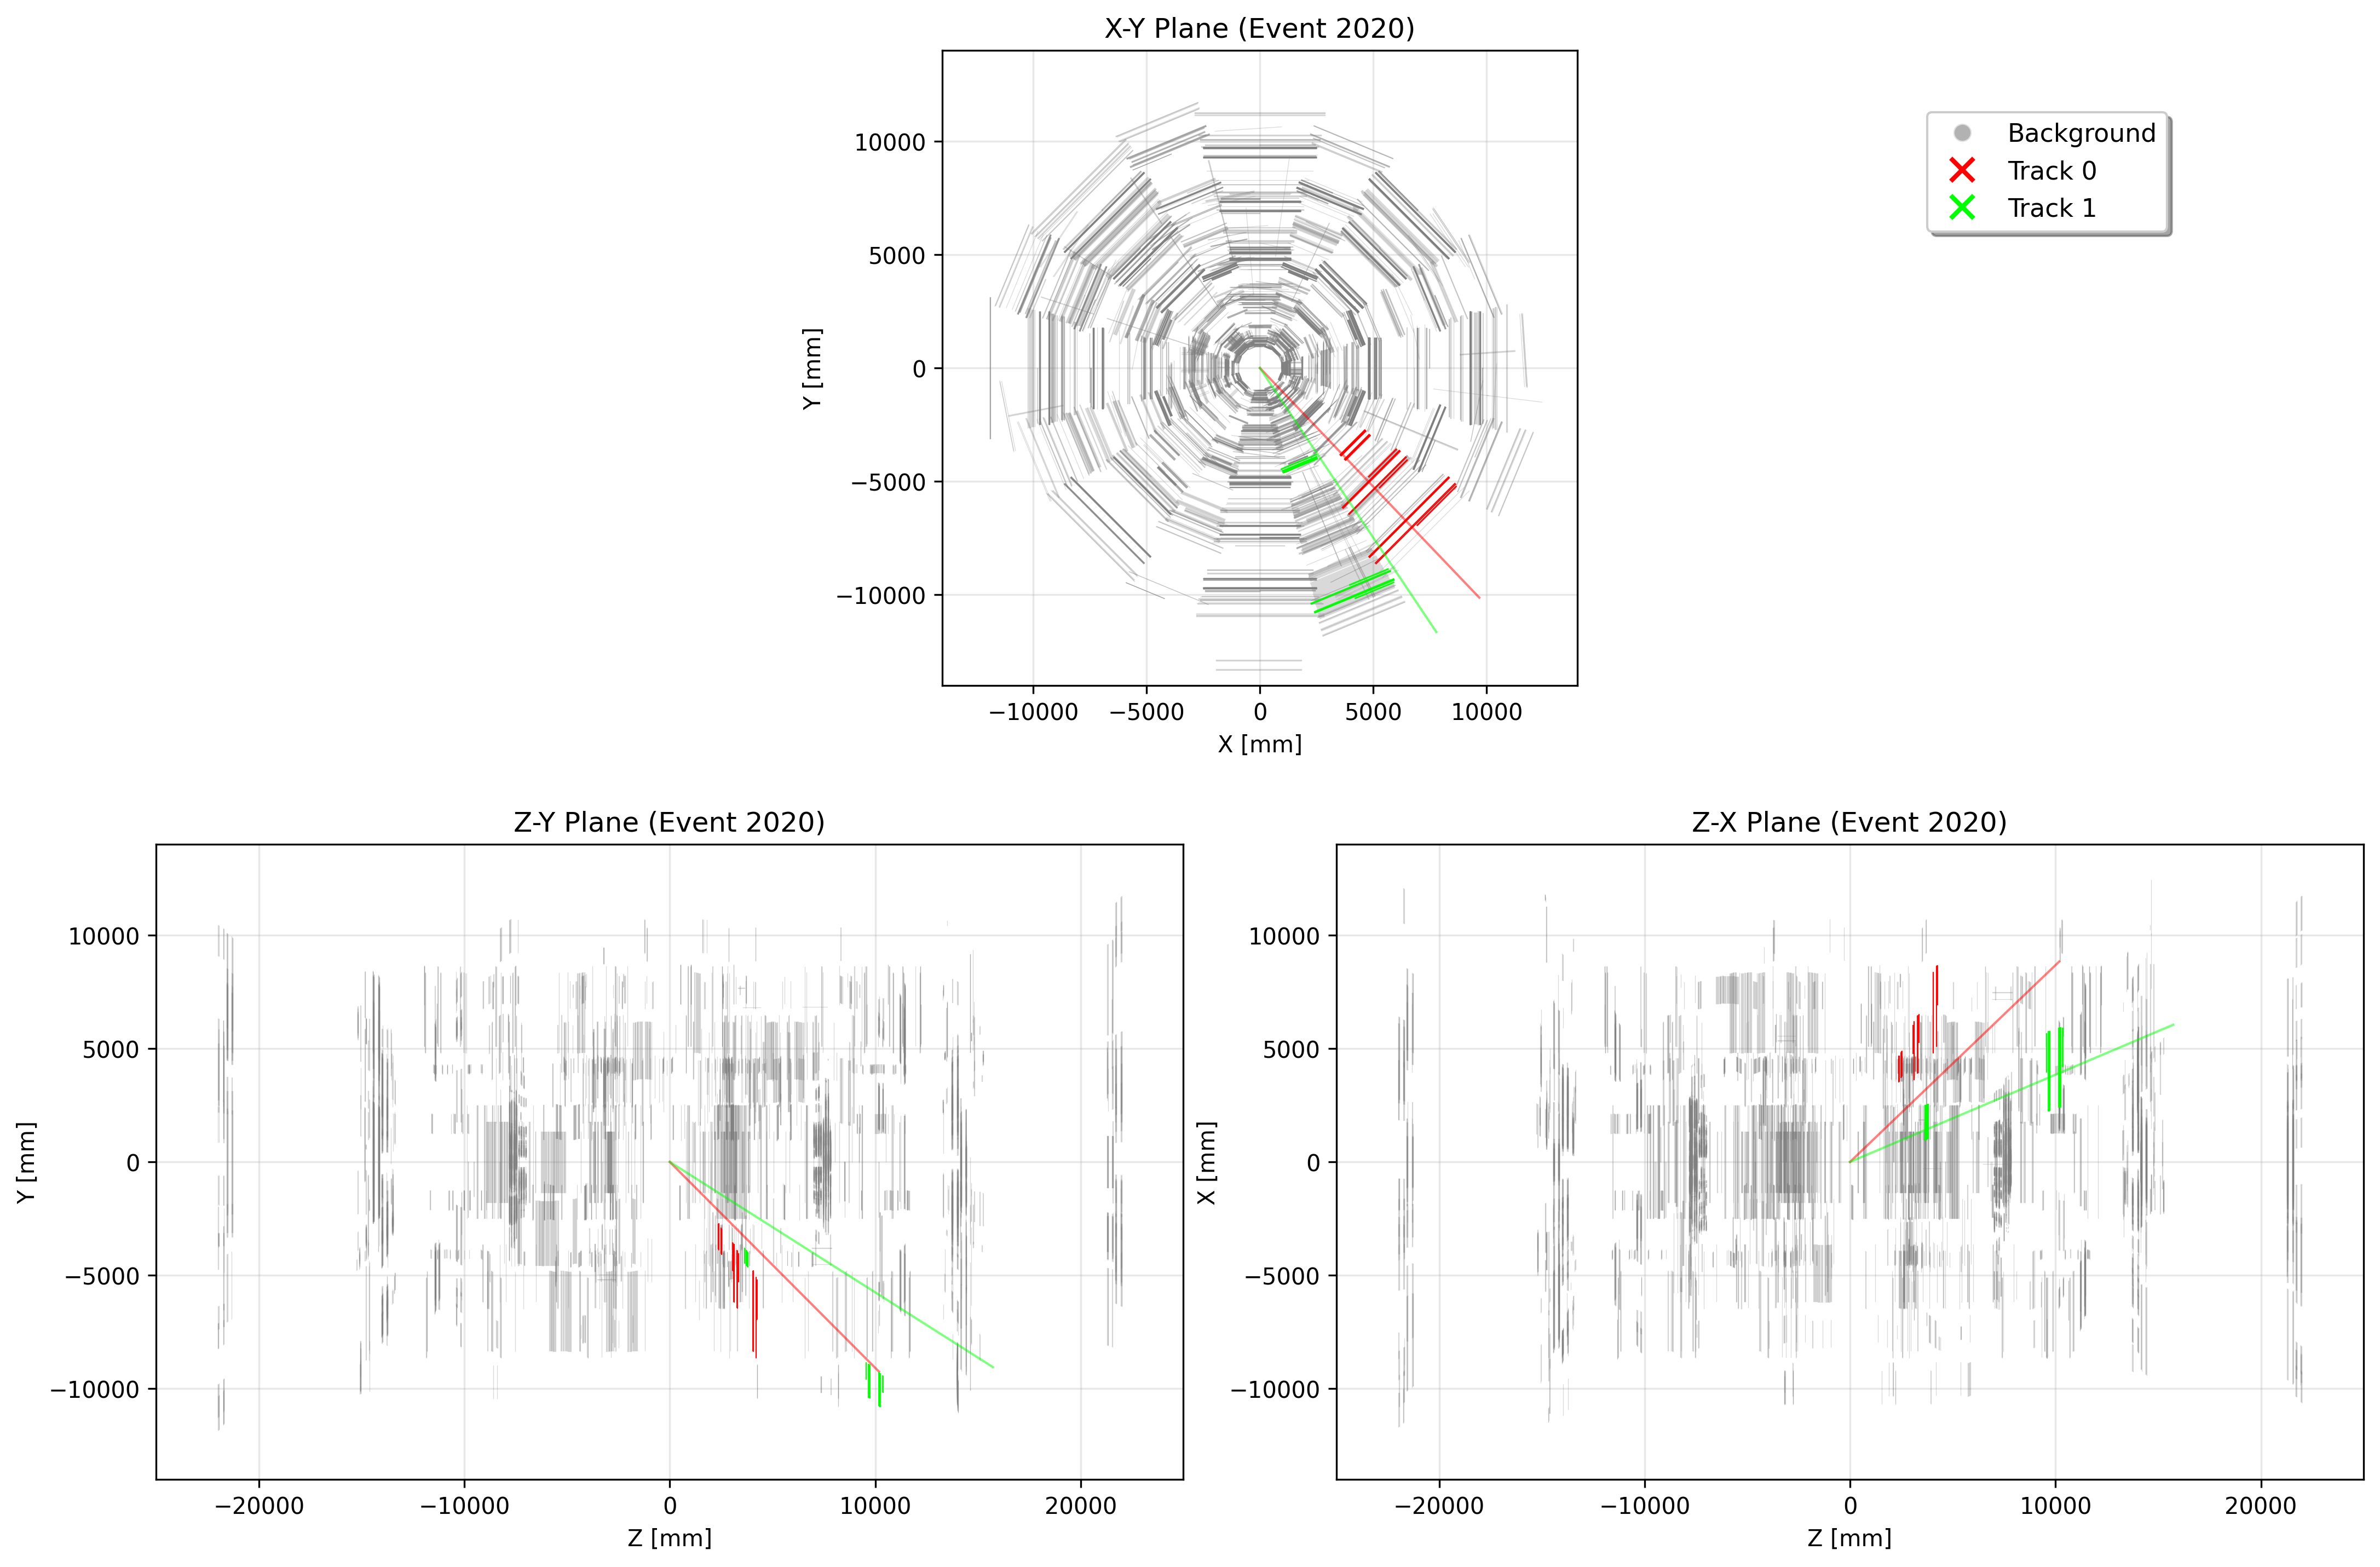 X-Y Plane (Event 2020)
Background
Track 0
Track 1
10000
5000
0
−5000
−10000
Y [mm]
−10000 −5000 0 5000 10000
X [mm]
Z-Y Plane (Event 2020)
10000
5000
0
−5000
−10000
Y [mm]
−20000 −10000 0 10000 20000
Z [mm]
Z-X Plane (Event 2020)
10000
5000
0
−5000
−10000
X [mm]
−20000 −10000 0 10000 20000
Z [mm]